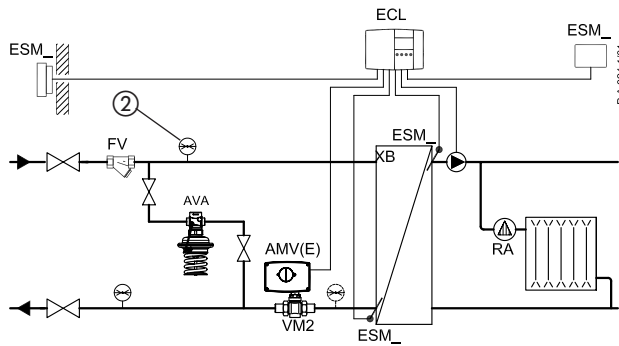 ECL
ESM_
ESM_
②
FV
ESM_
XB
AVA
AMV(E)
RA
VM2
ESM_